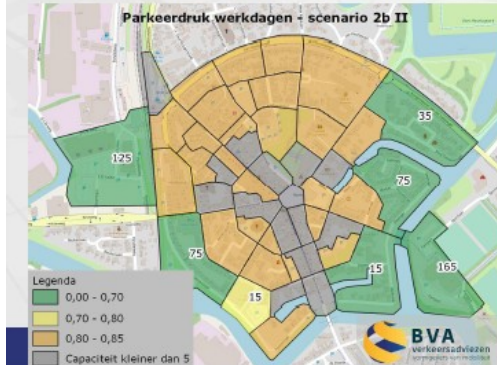 Parkeerdruk werkdagen - scenario 2b II
35
125
75
75
15
15
165
Legenda
0,00 - 0,70
0,70 - 0,80
0,80 - 0,85
Capaciteit kleiner dan 5
BVA
verkeersadviezen